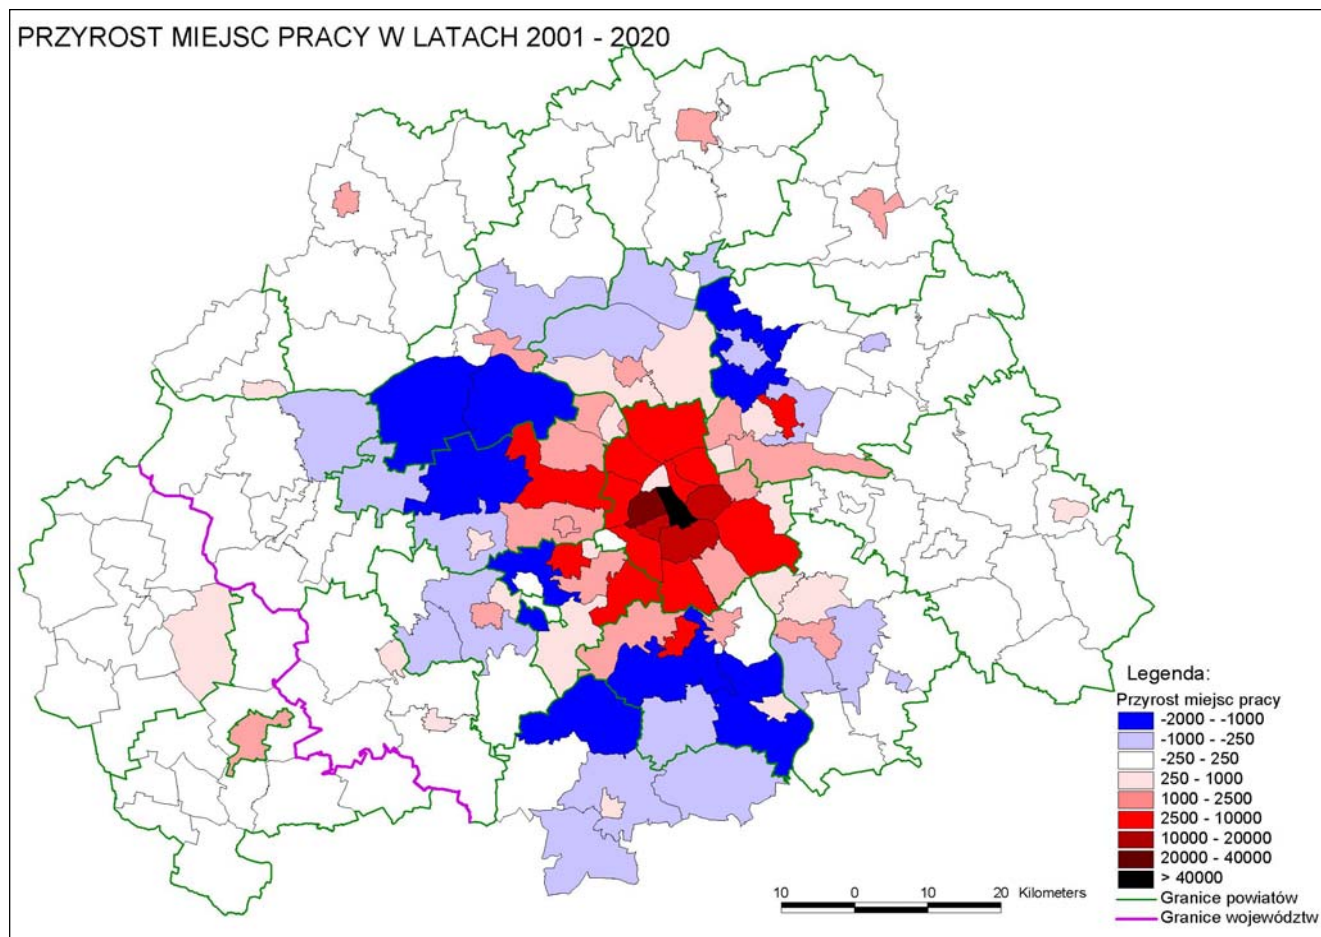 PRZYROST MIEJSC PRACY W LATACH 2001 - 2020
Legenda:
Przyrost miejsc pracy
-2000 - -1000
-1000 - -250
-250 - 250
250 - 1000
1000 - 2500
2500 - 10000
10000 - 20000
20000 - 40000
> 40000
Granice powiatów
Granice województw
10 0 10 20 Kilometers